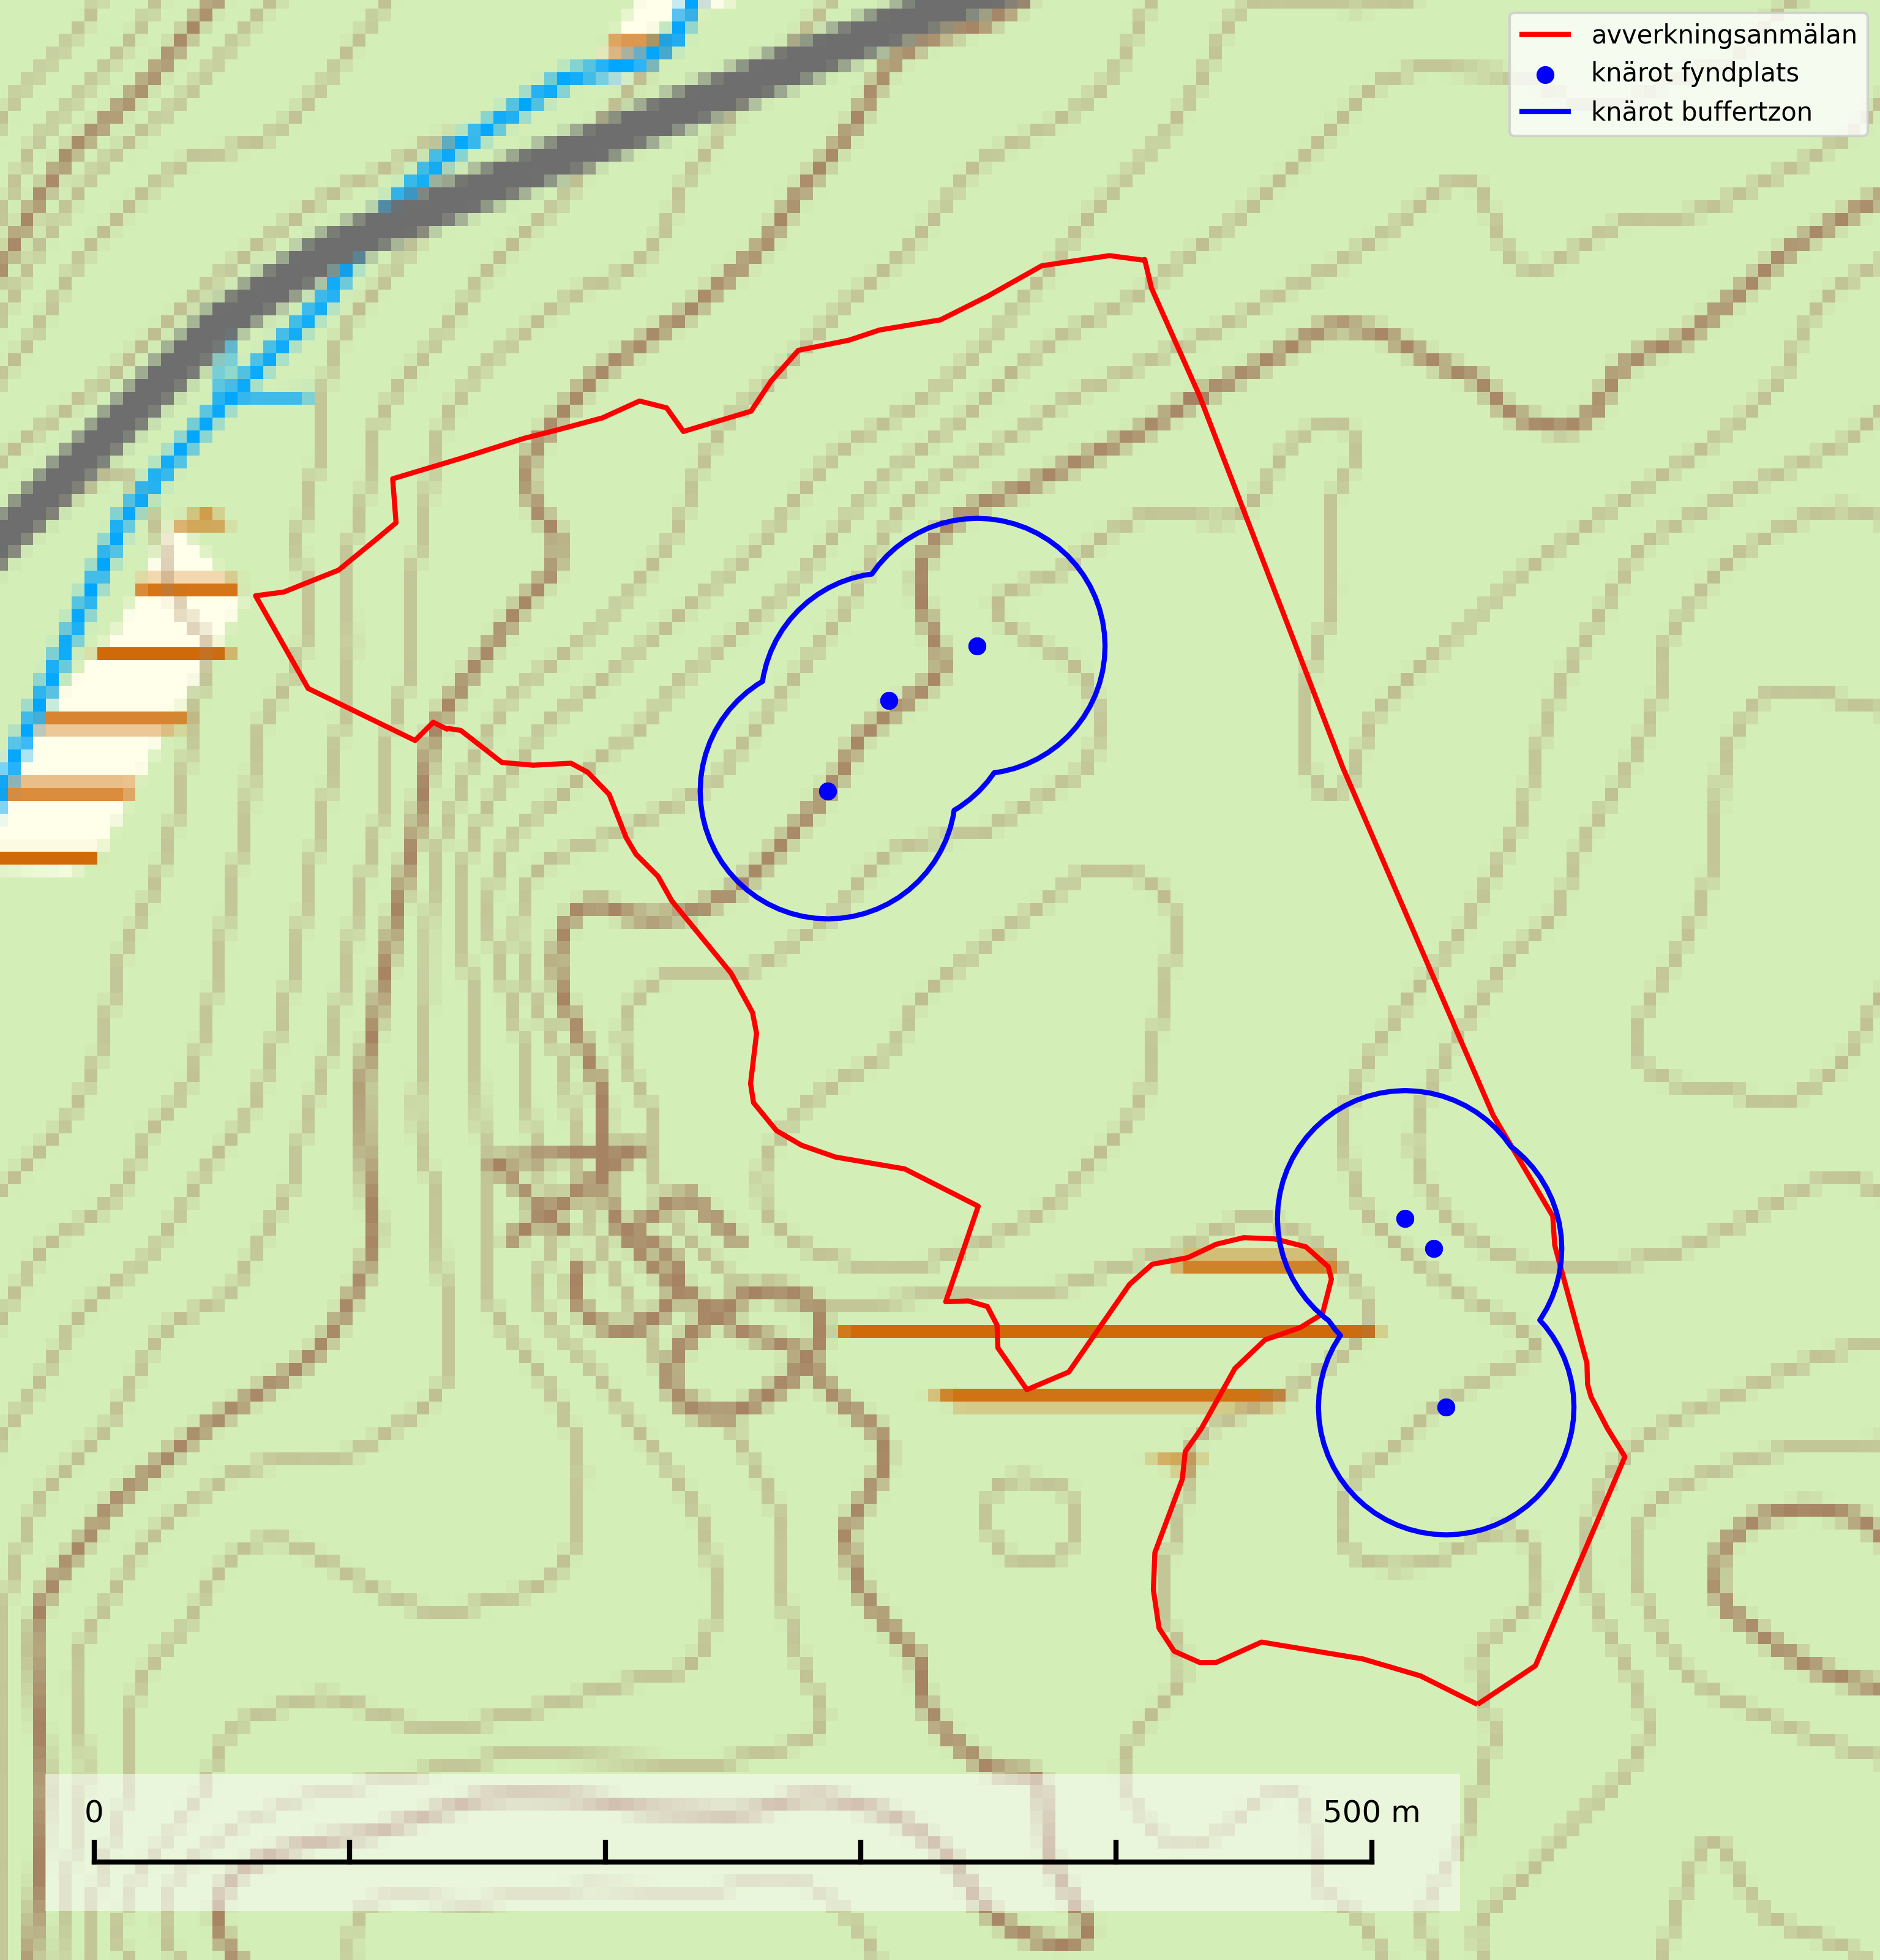 avverkningsanmälan
knärot fyndplats
knärot buffertzon
0
500 m